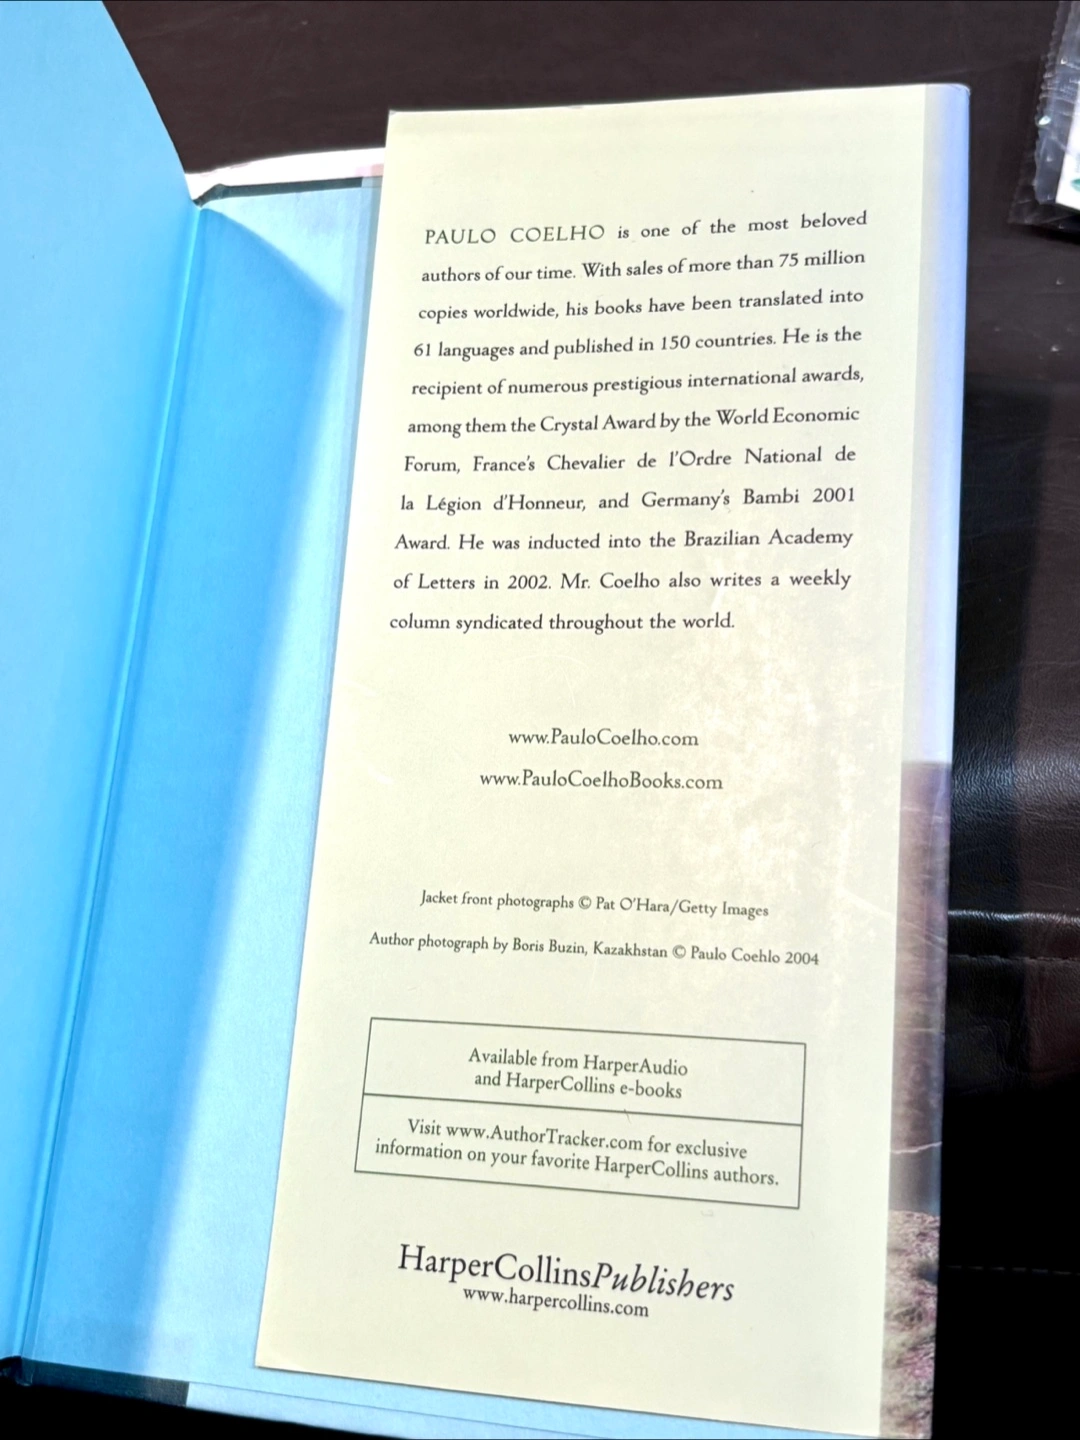 PAULO COELHO is one of the most beloved
authors of our time. With sales of more than 75 million
copies worldwide, his books have been translated into
61 languages and published in 150 countries. He is the
recipient of numerous prestigious international awards,
among them the Crystal Award by the World Economic
Forum, France's Chevalier de l'Ordre National de
la Légion d'Honneur, and Germany's Bambi 2001
Award. He was inducted into the Brazilian Academy
of Letters in 2002. Mr. Coelho also writes a weekly
column syndicated throughout the world.
www.PauloCoelho.com
www.PauloCoelhoBooks.com
Jacket front photographs © Pat O'Hara/Getty Images
Author photograph by Boris Buzin, Kazakhstan © Paulo Coehlo 2004
Available from HarperAudio
and HarperCollins e-books
Visit www.AuthorTracker.com for exclusive
information on your favorite HarperCollins authors.
HarperCollinsPublishers
www.harpercollins.com